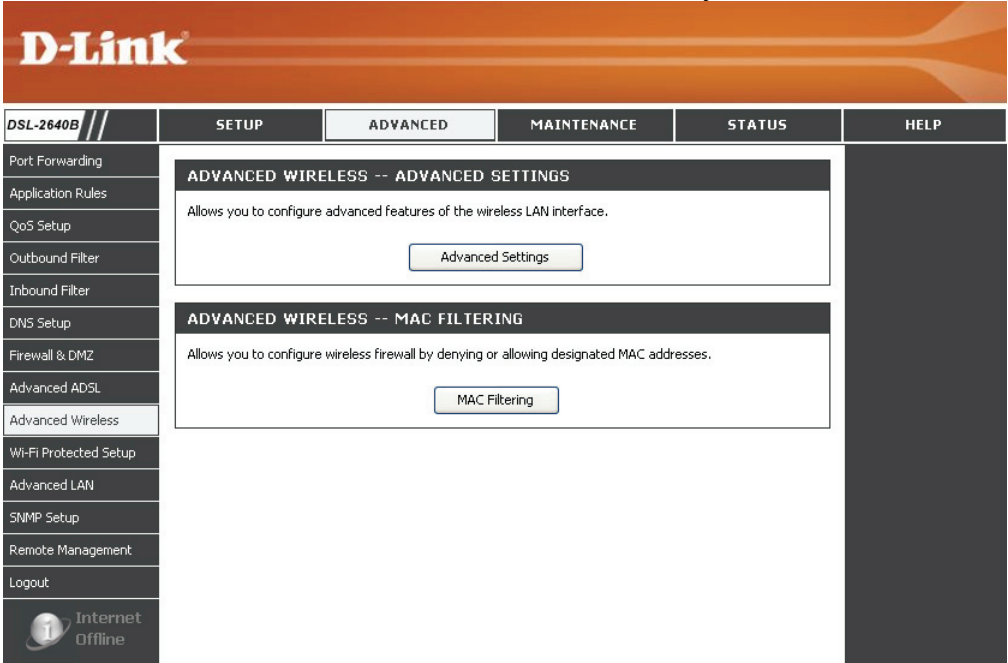 D-Link
DSL-2640B
SETUP
ADVANCED
MAINTENANCE
STATUS
HELP
Port Forwarding
Application Rules
QoS Setup
Outbound Filter
Inbound Filter
DNS Setup
Firewall & DMZ
Advanced ADSL
Advanced Wireless
Wi-Fi Protected Setup
Advanced LAN
SNMP Setup
Remote Management
Logout
Internet
Offline
ADVANCED WIRELESS -- ADVANCED SETTINGS
Allows you to configure advanced features of the wireless LAN interface.
Advanced Settings
ADVANCED WIRELESS -- MAC FILTERING
Allows you to configure wireless firewall by denying or allowing designated MAC addresses.
MAC Filtering